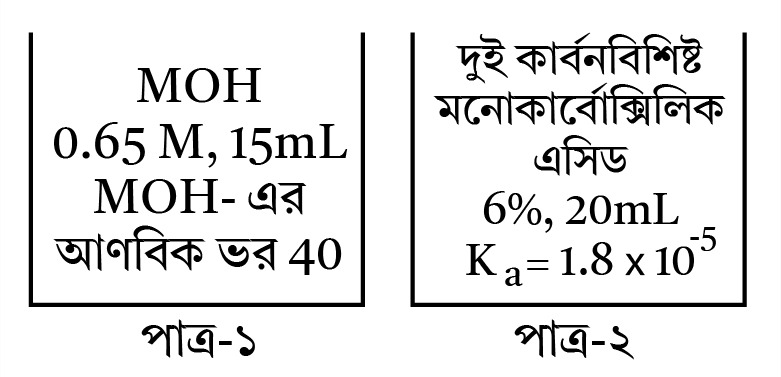 MOH
0.65 M, 15mL
MOH- এর
আণবিক ভর 40
পাত্র-১
দুই কার্বনবিশিষ্ট
মনোকার্বোক্সিলিক
এসিড
6%, 20mL
K a = 1.8 x 10^-5
পাত্র-২